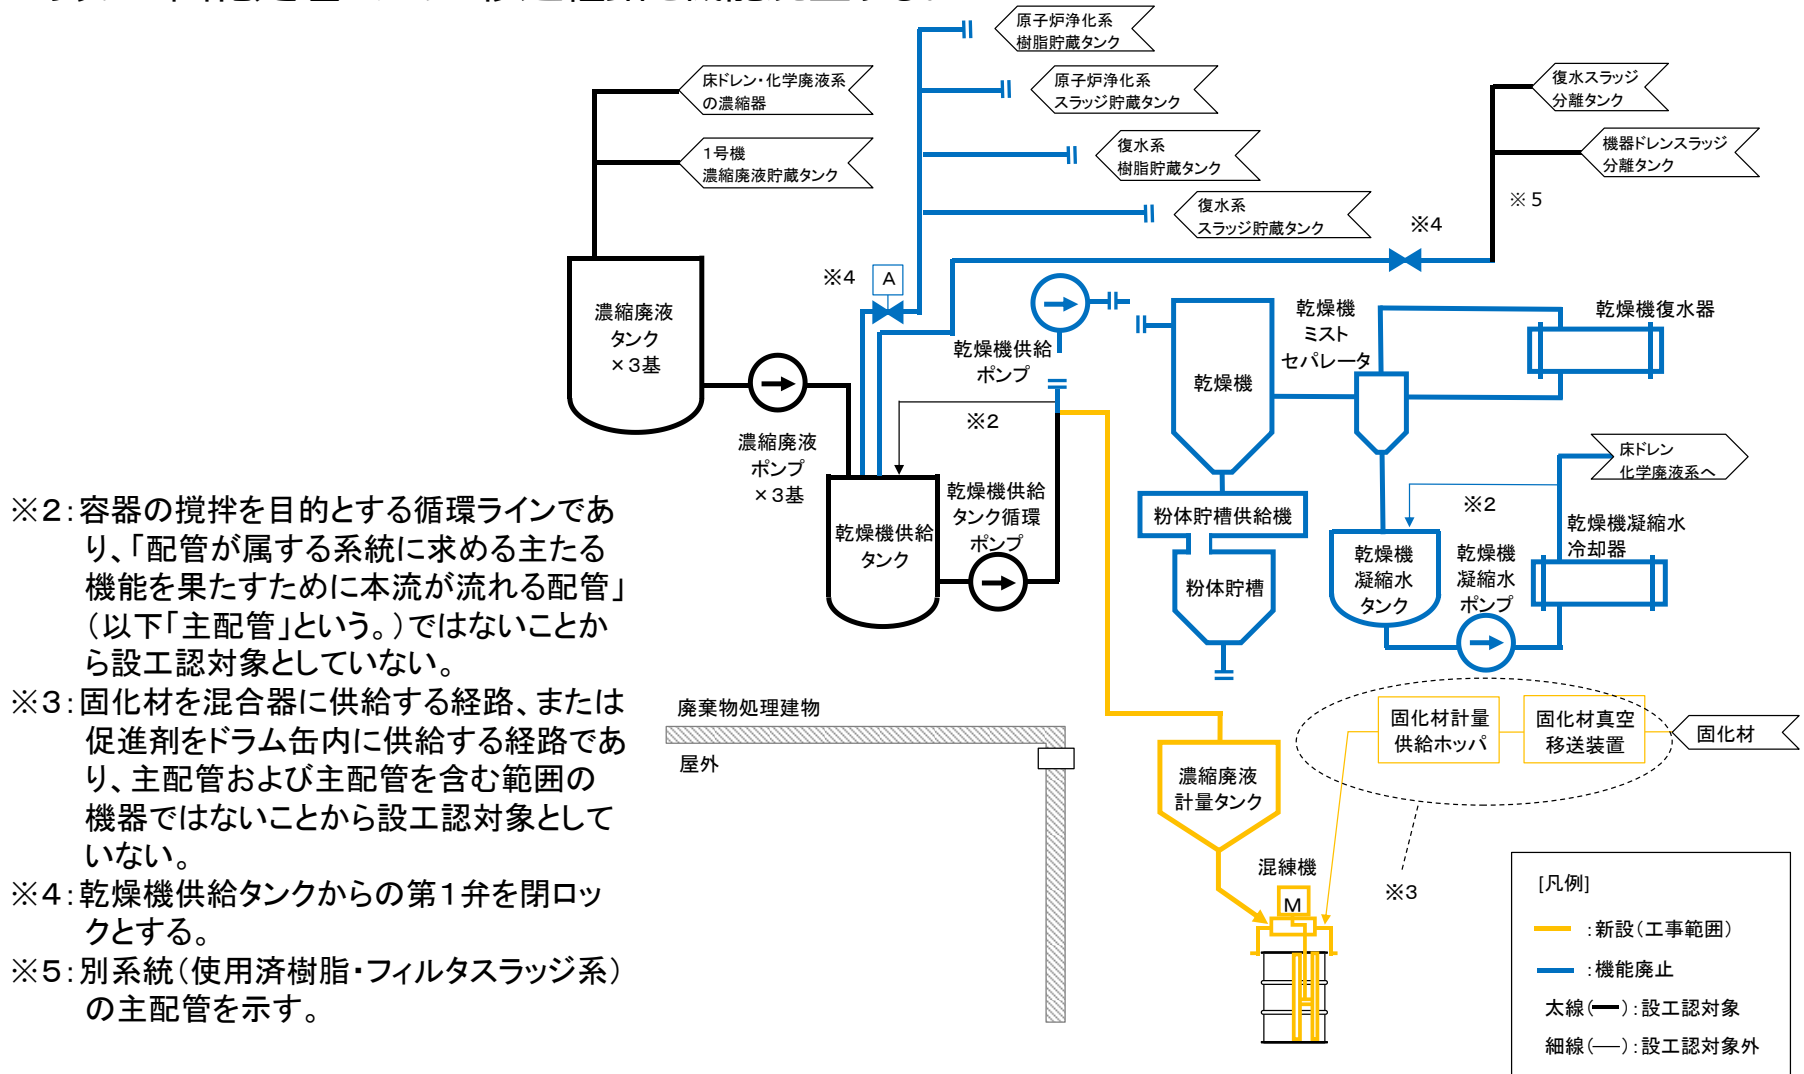 原子炉浄化系
樹脂貯蔵タンク
床ドレン・化学廃液系
の濃縮器
原子炉浄化系
スラッジ貯蔵タンク
復水スラッジ
分離タンク
1号機
濃縮廃液貯蔵タンク
復水系
樹脂貯蔵タンク
機器ドレンスラッジ
分離タンク
※5
復水系
スラッジ貯蔵タンク
※4
※4
A
濃縮廃液
タンク
×3基
乾燥機供給
ポンプ
乾燥機
乾燥機
ミスト
セパレータ
乾燥機復水器
※2
濃縮廃液
ポンプ
×3基
乾燥機供給
タンク
乾燥機供給
タンク循環
ポンプ
粉体貯槽供給機
粉体貯槽
床ドレン
化学廃液系へ
※2
乾燥機
凝縮水
タンク
乾燥機
凝縮水
ポンプ
乾燥機凝縮水
冷却器
※2:容器の撹拌を目的とする循環ラインであ
り、「配管が属する系統に求める主たる
機能を果たすために本流が流れる配管」
(以下「主配管」という。)ではないことか
ら設工認対象としていない。
※3:固化材を混合器に供給する経路、または
促進剤をドラム缶内に供給する経路であ
り、主配管および主配管を含む範囲の
機器ではないことから設工認対象として
いない。
※4:乾燥機供給タンクからの第1弁を閉ロッ
クとする。
※5:別系統(使用済樹脂・フィルタスラッジ系)
の主配管を示す。
廃棄物処理建物
屋外
濃縮廃液
計量タンク
固化材計量
供給ホッパ
固化材真空
移送装置
固化材
混練機
M
※3
[凡例]
:新設(工事範囲)
:機能廃止
太線(━):設工認対象
細線(―):設工認対象外